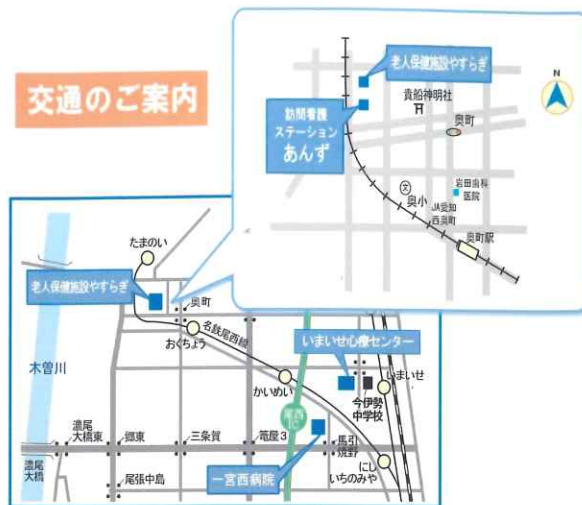 交通のご案内
老人保健施設やすらぎ
貴船神明社
訪問看護
ステーション
あんず
奥町
岩田歯科
医院
文
奥小
JA愛知
西奥町
奥町駅
N
たまのい
老人保健施設やすらぎ
奥町
名鉄尾西線
おくちょう
いまいせ心療センター
木曽川
いまいせ
かいめい
今伊勢
中学校
尾西
IC
濃尾
大橋東
郷東
三条賀
篭屋3
馬引
焼野
濃尾
大橋
一宮西病院
にし
いちのみや
尾張中島